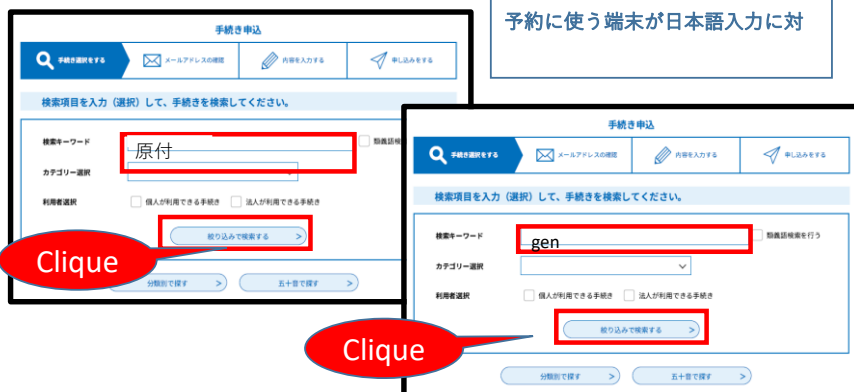 予約に使う端末が日本語入力に対
手続き申込
手続き選択をする
メールアドレスの確認
内容を入力する
申し込みをする
検索項目を入力（選択）して、手続きを検索してください。
検索キーワード
原付
類義語検
カテゴリー選択
利用者選択
個人が利用できる手続き
法人が利用できる手続き
絞り込みで検索する >
Clique
分類別で探す >
五十音で探す >
手続き申込
手続き選択をする
メールアドレスの確認
内容を入力する
申し込みをする
検索項目を入力（選択）して、手続きを検索してください。
検索キーワード
gen
類義語検索を行う
カテゴリー選択
利用者選択
個人が利用できる手続き
法人が利用できる手続き
絞り込みで検索する >
Clique
分類別で探す >
五十音で探す >